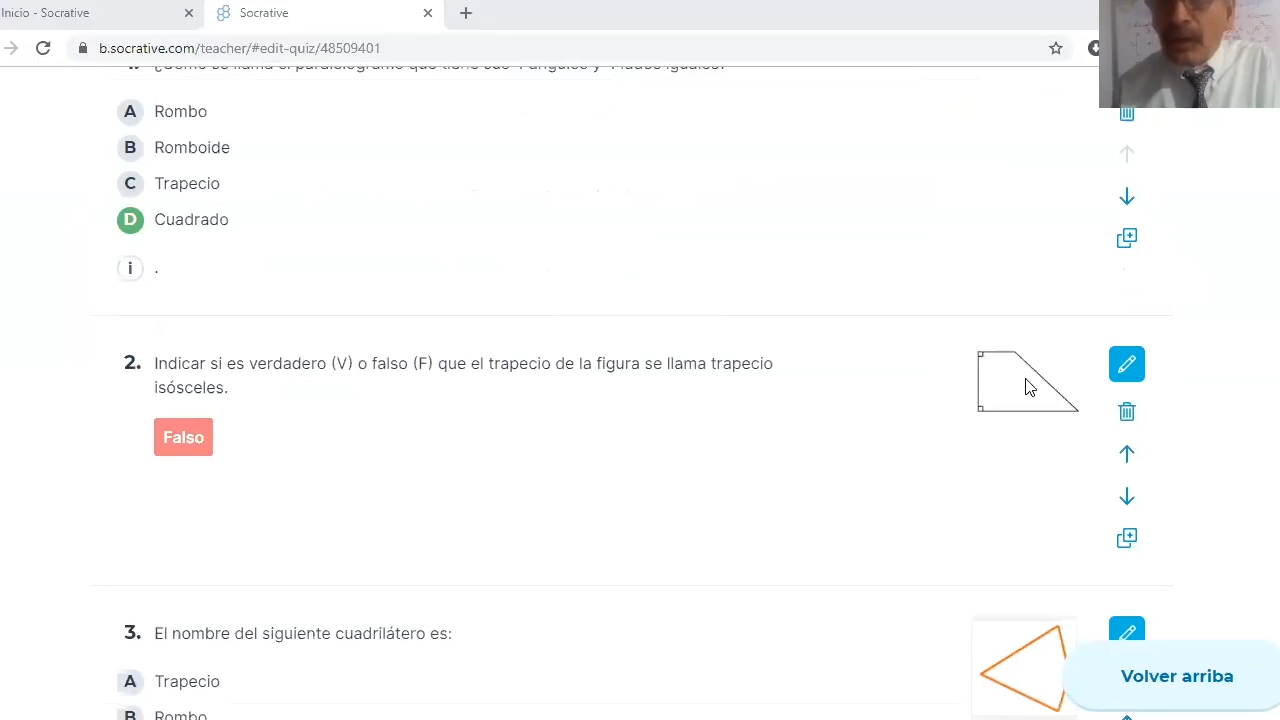 Inicio - Socrative
Socrative
b.socrative.com/teacher/#edit-quiz/48509401
A Rombo
B Romboide
C Trapecio
D Cuadrado
i .
2. Indicar si es verdadero (V) o falso (F) que el trapecio de la figura se llama trapecio
isósceles.
Falso
3. El nombre del siguiente cuadrilátero es:
A Trapecio
B Rombo
Volver arriba